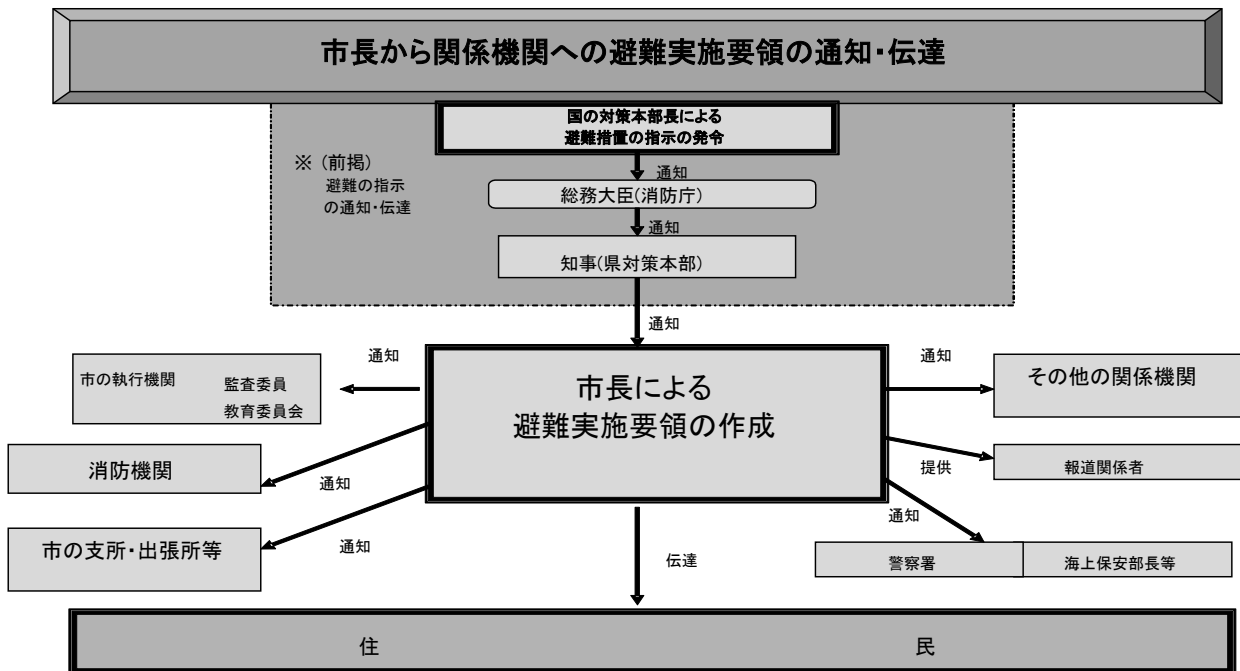 市長から関係機関への避難実施要領の通知・伝達
国の対策本部長による
避難措置の指示の発令
※（前掲）
避難の指示
の通知・伝達
通知
総務大臣(消防庁)
通知
知事(県対策本部)
通知
市長による
避難実施要領の作成
通知
市の執行機関 監査委員
教育委員会
消防機関
通知
市の支所・出張所等
通知
通知
その他の関係機関
提供
報道関係者
通知
警察署 海上保安部長等
伝達
住 民